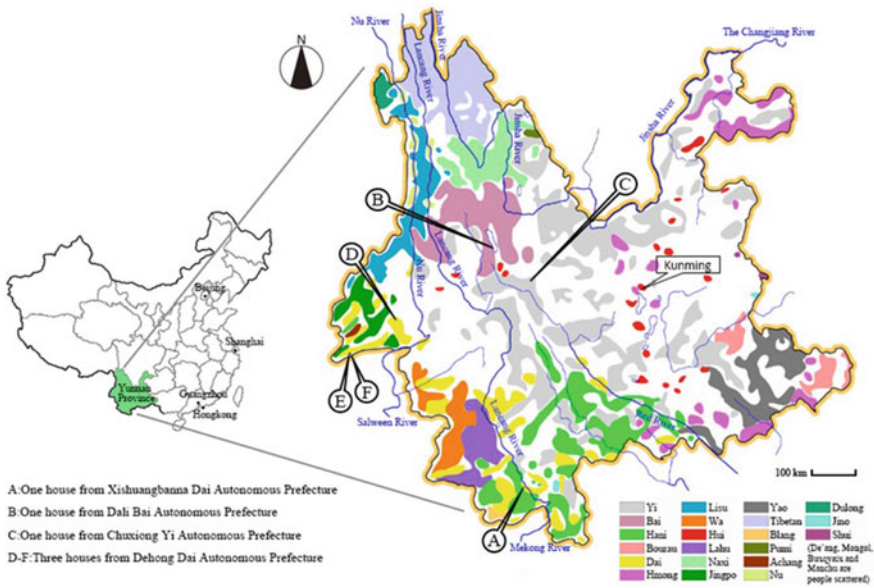 N
Nu River
Lancang River
Jinsha River
The Changjiang River
Jinsha River
Jinsha River
B
C
Lancang River
Nu River
D
Kunming
E
F
Salween River
Lancang River
Red River
A
Mekong River
100 km
Beijing
Shanghai
Yunnan
Province
Guangzhou
Hongkong
A:One house from Xishuangbanna Dai Autonomous Prefecture
B:One house from Dali Bai Autonomous Prefecture
C:One house from Chuxiong Yi Autonomous Prefecture
D-F:Three houses from Dehong Dai Autonomous Prefecture
Yi
Bai
Hani
Bourau
Dai
Hmong
Lisu
Wa
Hui
Lahu
Naxi
Jingpo
Yao
Tibetan
Blang
Pumi
Achang
Nu
Dulong
Jino
Shui
(De'ang, Mongol,
and
Manchu are
people scattered)